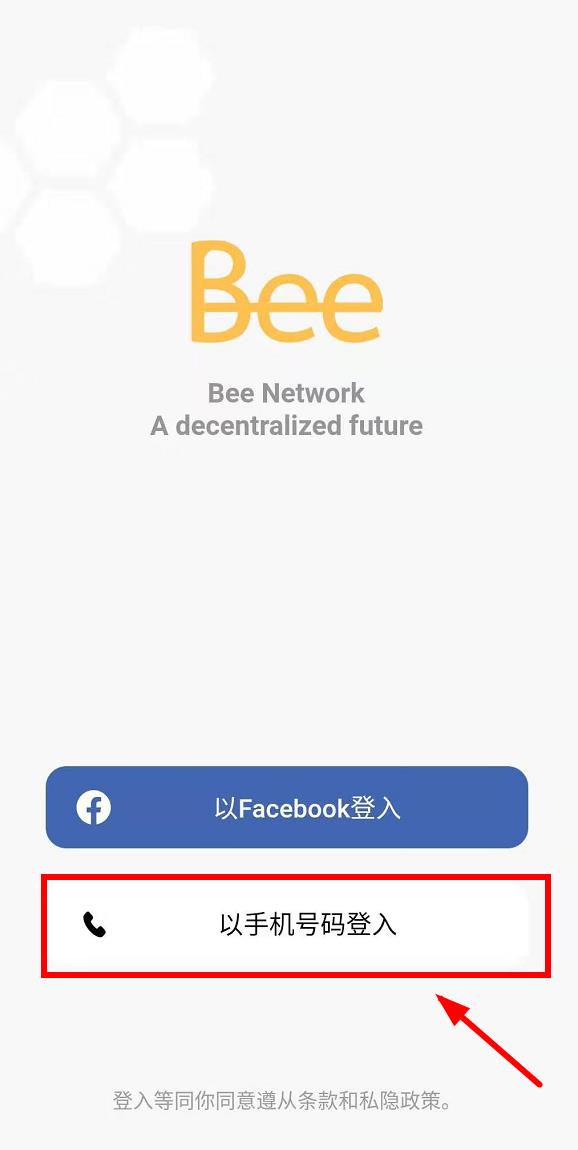 Bee
Bee Network
A decentralized future
以Facebook登入
以手机号码登入
登入等同你同意遵从条款和私隐政策。